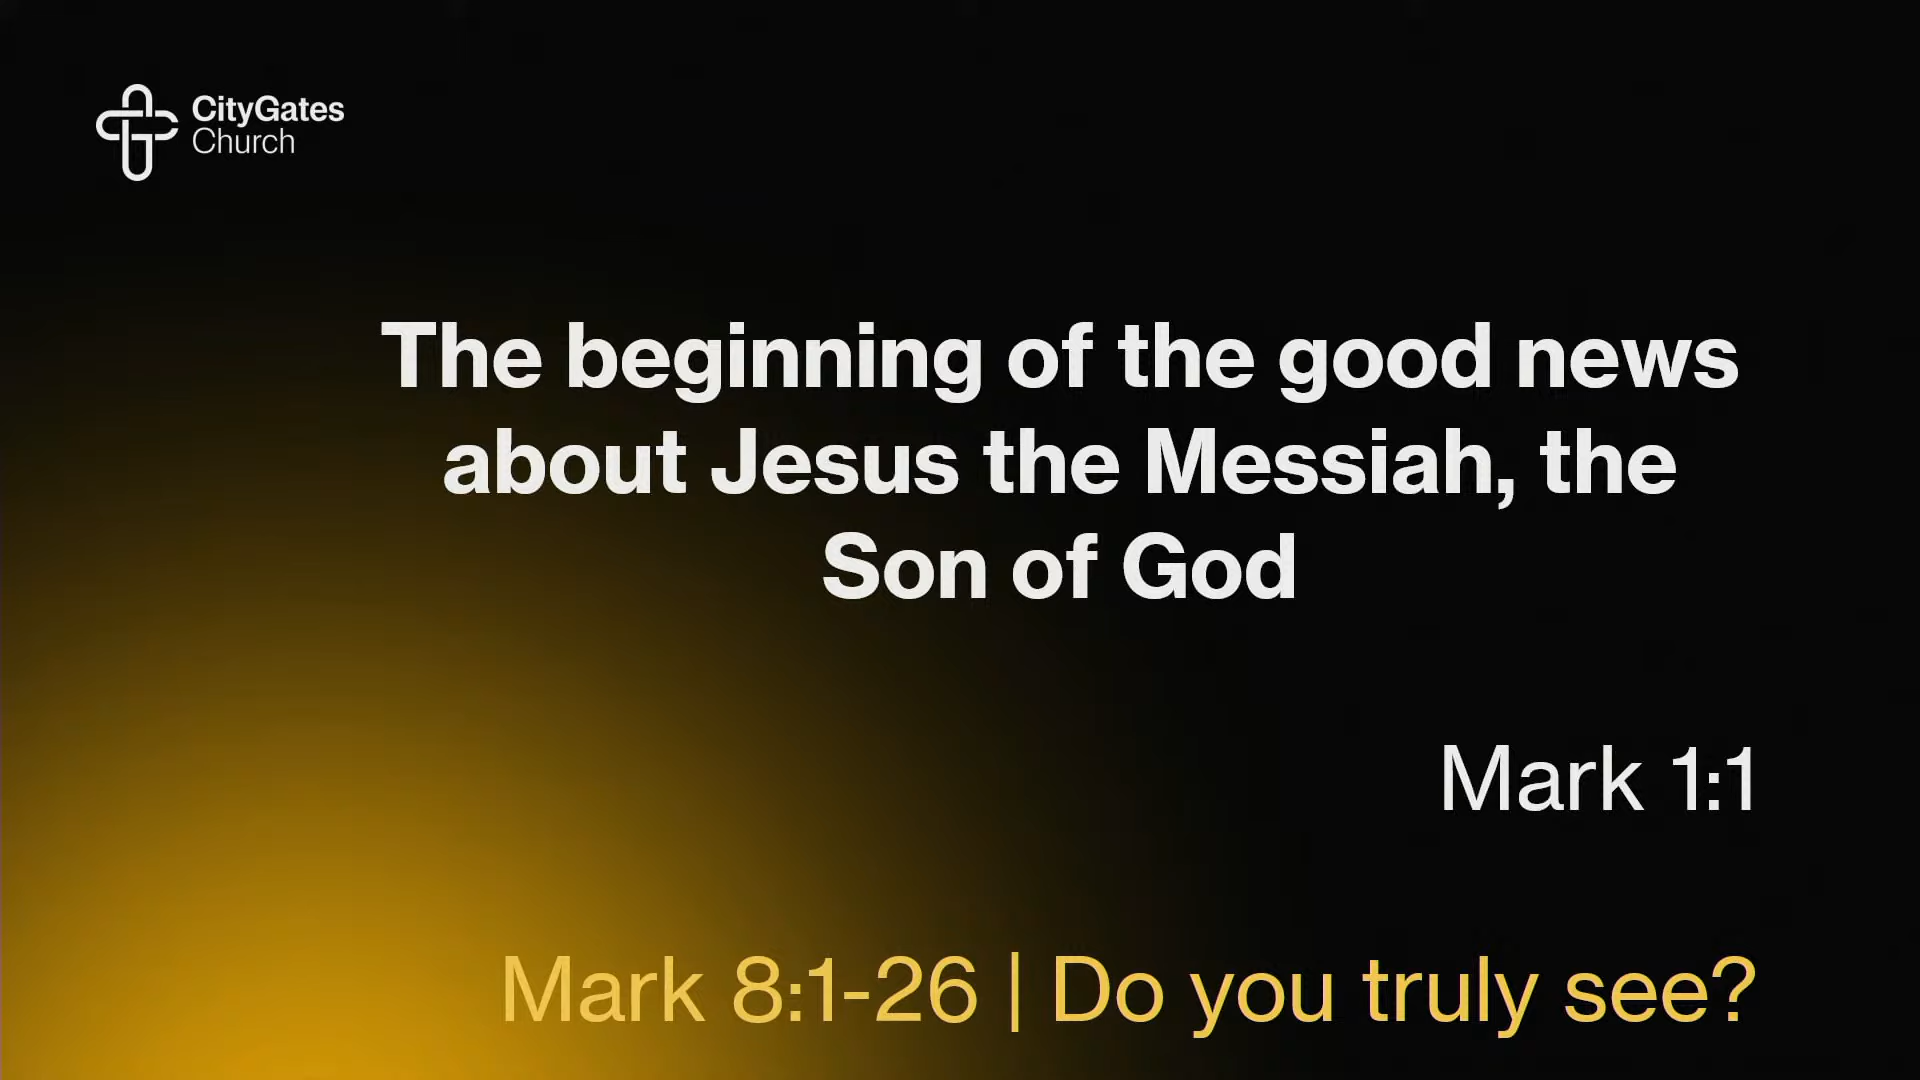 CityGates
Church
The beginning of the good news
about Jesus the Messiah, the
Son of God
Mark 1:1
Mark 8:1-26 | Do you truly see?